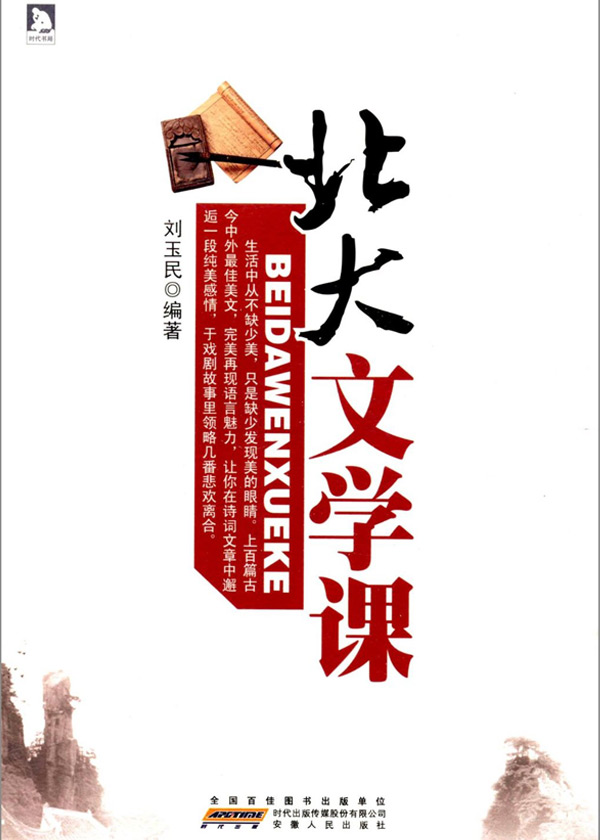 时代书局
北大
文学课
BEIDAWENXUEKE
生活中从不缺少美，只是缺少发现美的眼睛。上百篇古
今中外最佳美文，完美再现语言魅力，让你在诗词文章中邂
逅一段纯美感情，于戏剧故事里领略几番悲欢离合。
刘玉民◎编著
全国百佳图书出版单位
ARCTIME
时代出版
时代出版传媒股份有限公司
安徽人民出版社